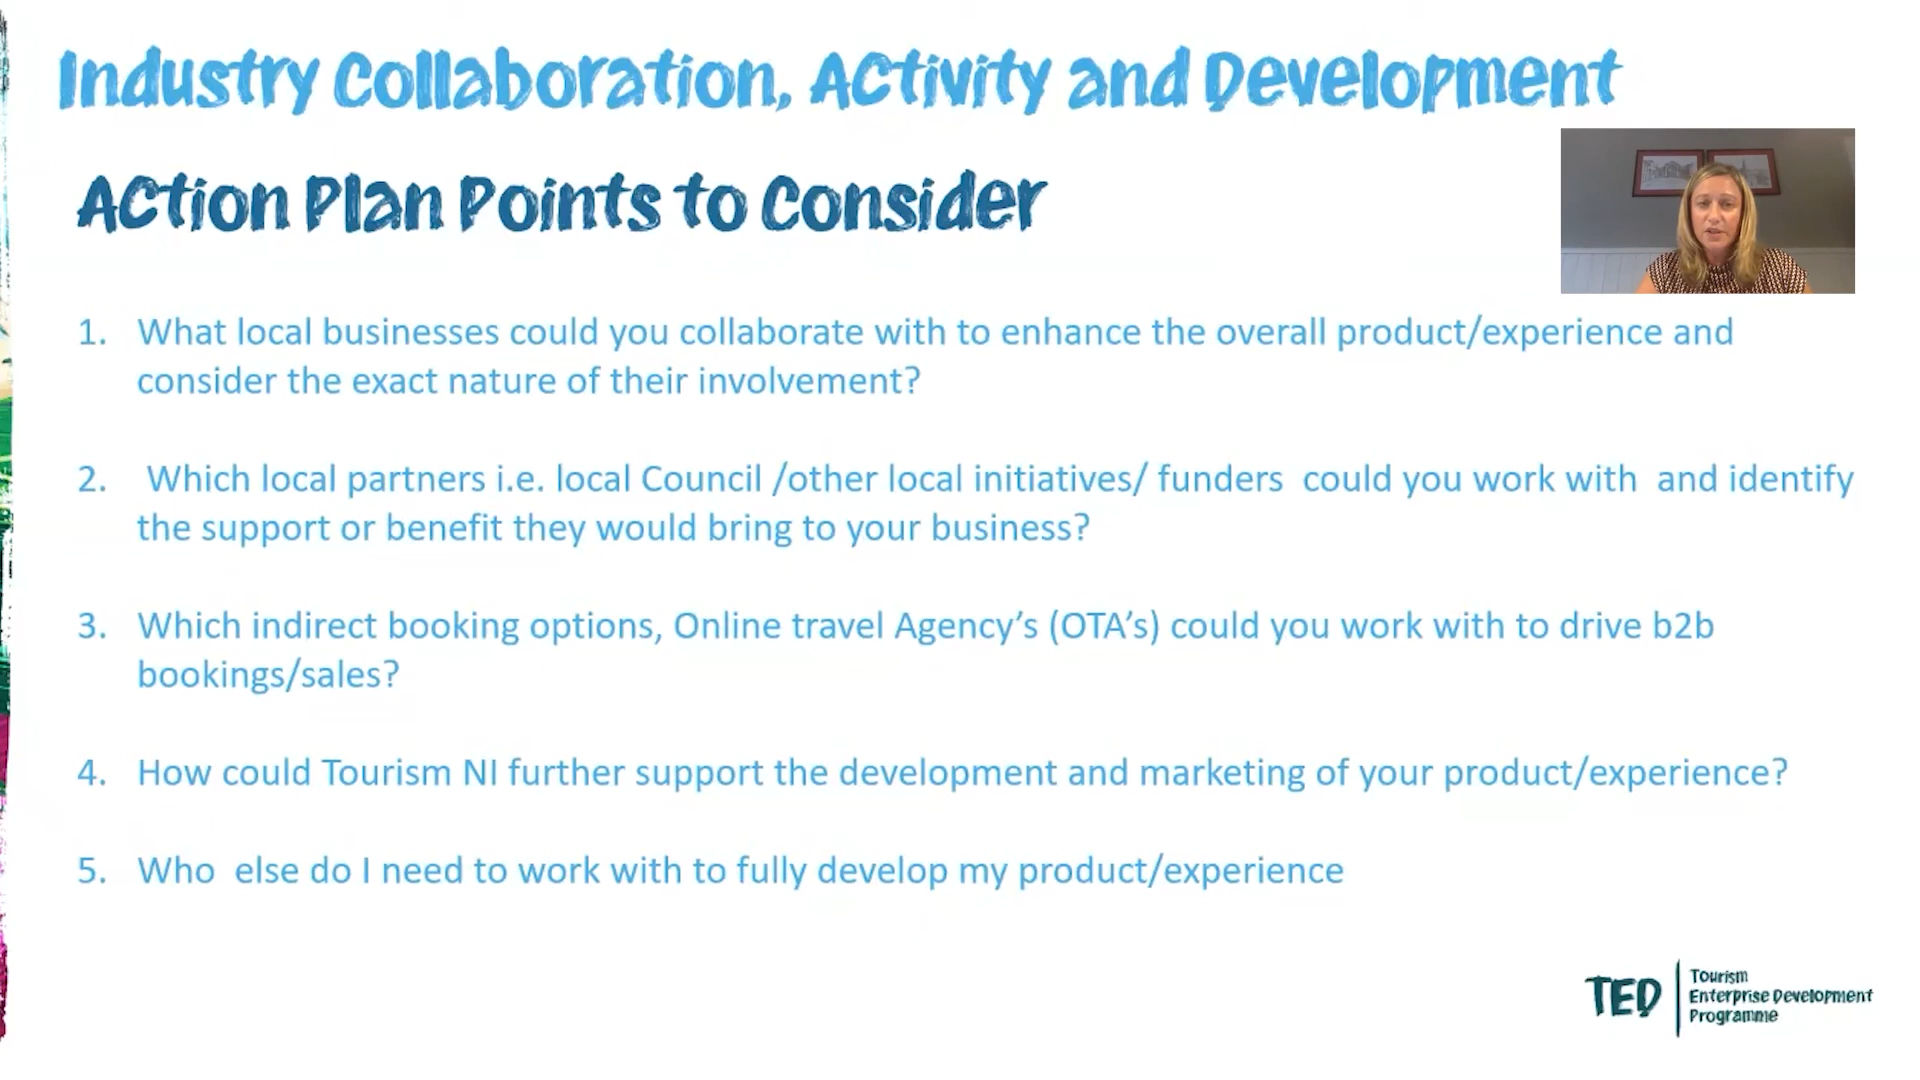 Industry Collaboration, Activity and Development
Action Plan Points to Consider
1. What local businesses could you collaborate with to enhance the overall product/experience and
consider the exact nature of their involvement?
2. Which local partners i.e. local Council /other local initiatives/ funders could you work with and identify
the support or benefit they would bring to your business?
3. Which indirect booking options, Online travel Agency’s (OTA’s) could you work with to drive b2b
bookings/sales?
4. How could Tourism NI further support the development and marketing of your product/experience?
5. Who else do I need to work with to fully develop my product/experience
TED
Tourism
Enterprise Development
Programme